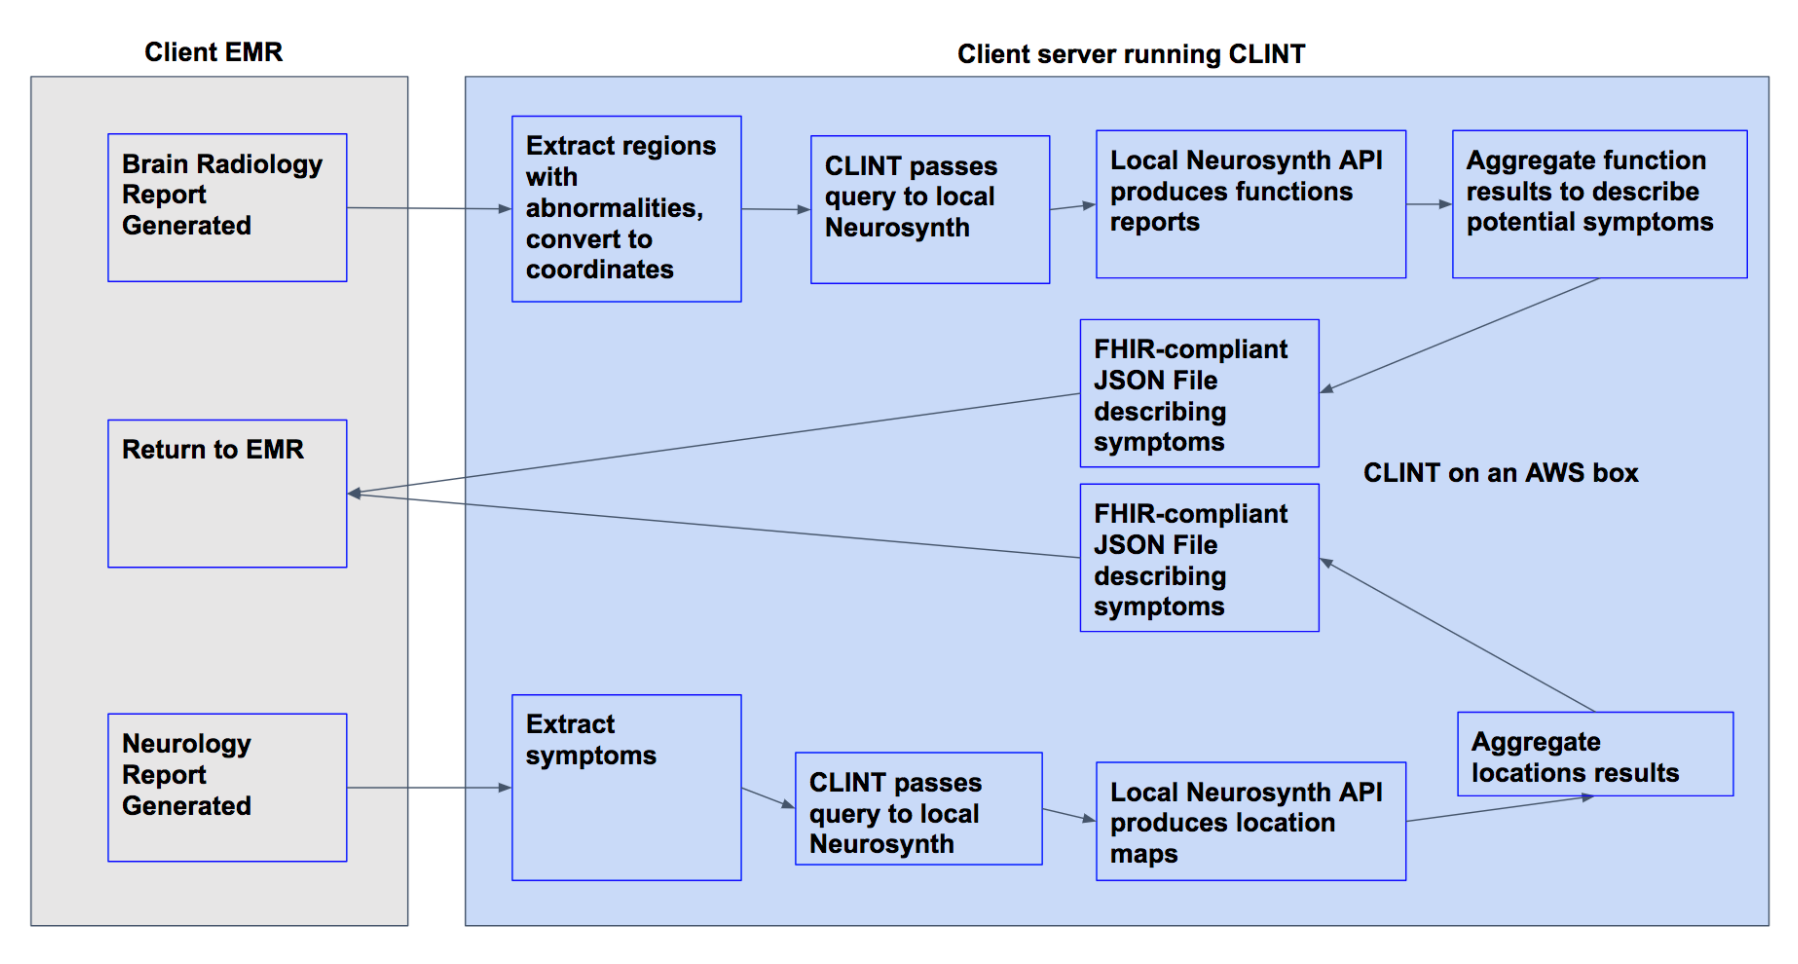 Client EMR
Client server running CLINT
Brain Radiology
Report
Generated
Extract regions
with
abnormalities,
convert to
coordinates
CLINT passes
query to local
Neurosynth
Local Neurosynth API
produces functions
reports
Aggregate function
results to describe
potential symptoms
FHIR-compliant
JSON File
describing
symptoms
Return to EMR
CLINT on an AWS box
FHIR-compliant
JSON File
describing
symptoms
Neurology
Report
Generated
Extract
symptoms
CLINT passes
query to local
Neurosynth
Local Neurosynth API
produces location
maps
Aggregate
locations results